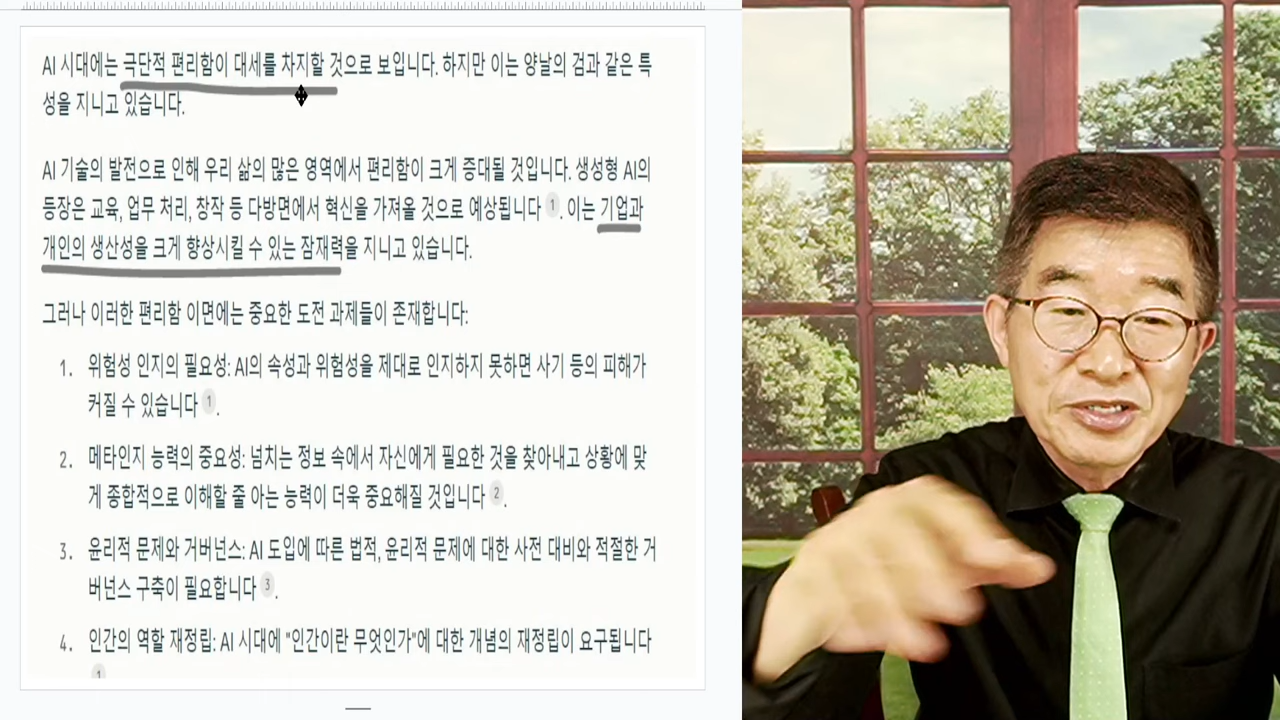 AI 시대에는 극단적 편리함이 대세를 차지할 것으로 보입니다. 하지만 이는 양날의 검과 같은 특
성을 지니고 있습니다.
AI 기술의 발전으로 인해 우리 삶의 많은 영역에서 편리함이 크게 증대될 것입니다. 생성형 AI의
등장은 교육, 업무 처리, 창작 등 다방면에서 혁신을 가져올 것으로 예상됩니다 1. 이는 기업과
개인의 생산성을 크게 향상시킬 수 있는 잠재력을 지니고 있습니다.
그러나 이러한 편리함 이면에는 중요한 도전 과제들이 존재합니다:
1. 위험성 인지의 필요성: AI의 속성과 위험성을 제대로 인지하지 못하면 사기 등의 피해가
커질 수 있습니다 1.
2. 메타인지 능력의 중요성: 넘치는 정보 속에서 자신에게 필요한 것을 찾아내고 상황에 맞
게 종합적으로 이해할 줄 아는 능력이 더욱 중요해질 것입니다 2.
3. 윤리적 문제와 거버넌스: AI 도입에 따른 법적, 윤리적 문제에 대한 사전 대비와 적절한 거
버넌스 구축이 필요합니다 3.
4. 인간의 역할 재정립: AI 시대에 "인간이란 무엇인가"에 대한 개념의 재정립이 요구됩니다
1